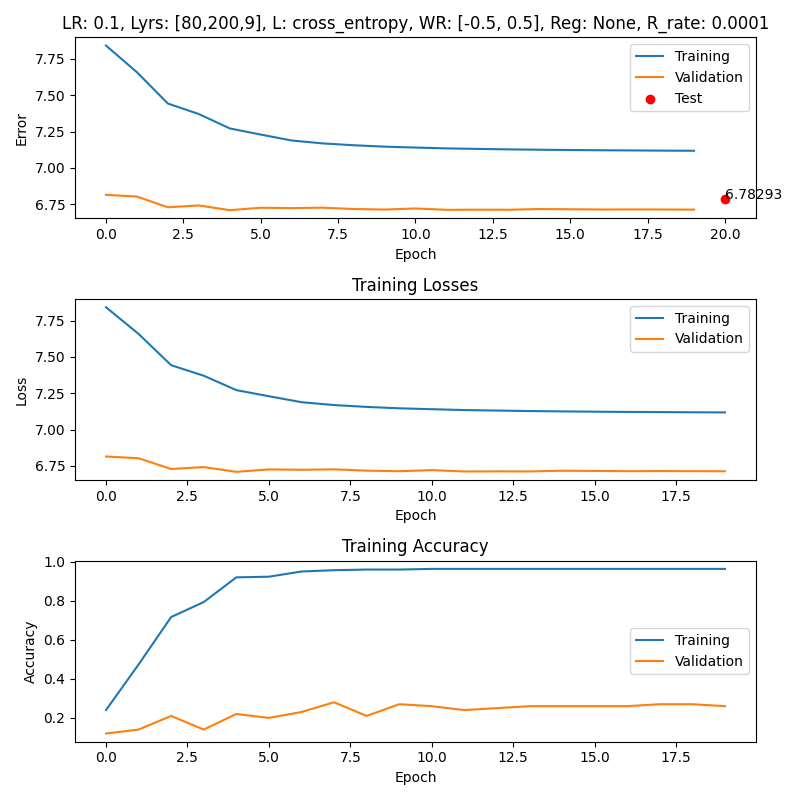 LR: 0.1, Lyrs: [80,200,9], L: cross_entropy, WR: [-0.5, 0.5], Reg: None, R_rate: 0.0001
Error
7.75
7.50
7.25
7.00
6.75
Training
Validation
Test
6.78293
0.0 2.5 5.0 7.5 10.0 12.5 15.0 17.5 20.0
Epoch
Training Losses
Loss
7.75
7.50
7.25
7.00
6.75
Training
Validation
0.0 2.5 5.0 7.5 10.0 12.5 15.0 17.5
Epoch
Training Accuracy
Accuracy
1.0
0.8
0.6
0.4
0.2
Training
Validation
0.0 2.5 5.0 7.5 10.0 12.5 15.0 17.5
Epoch